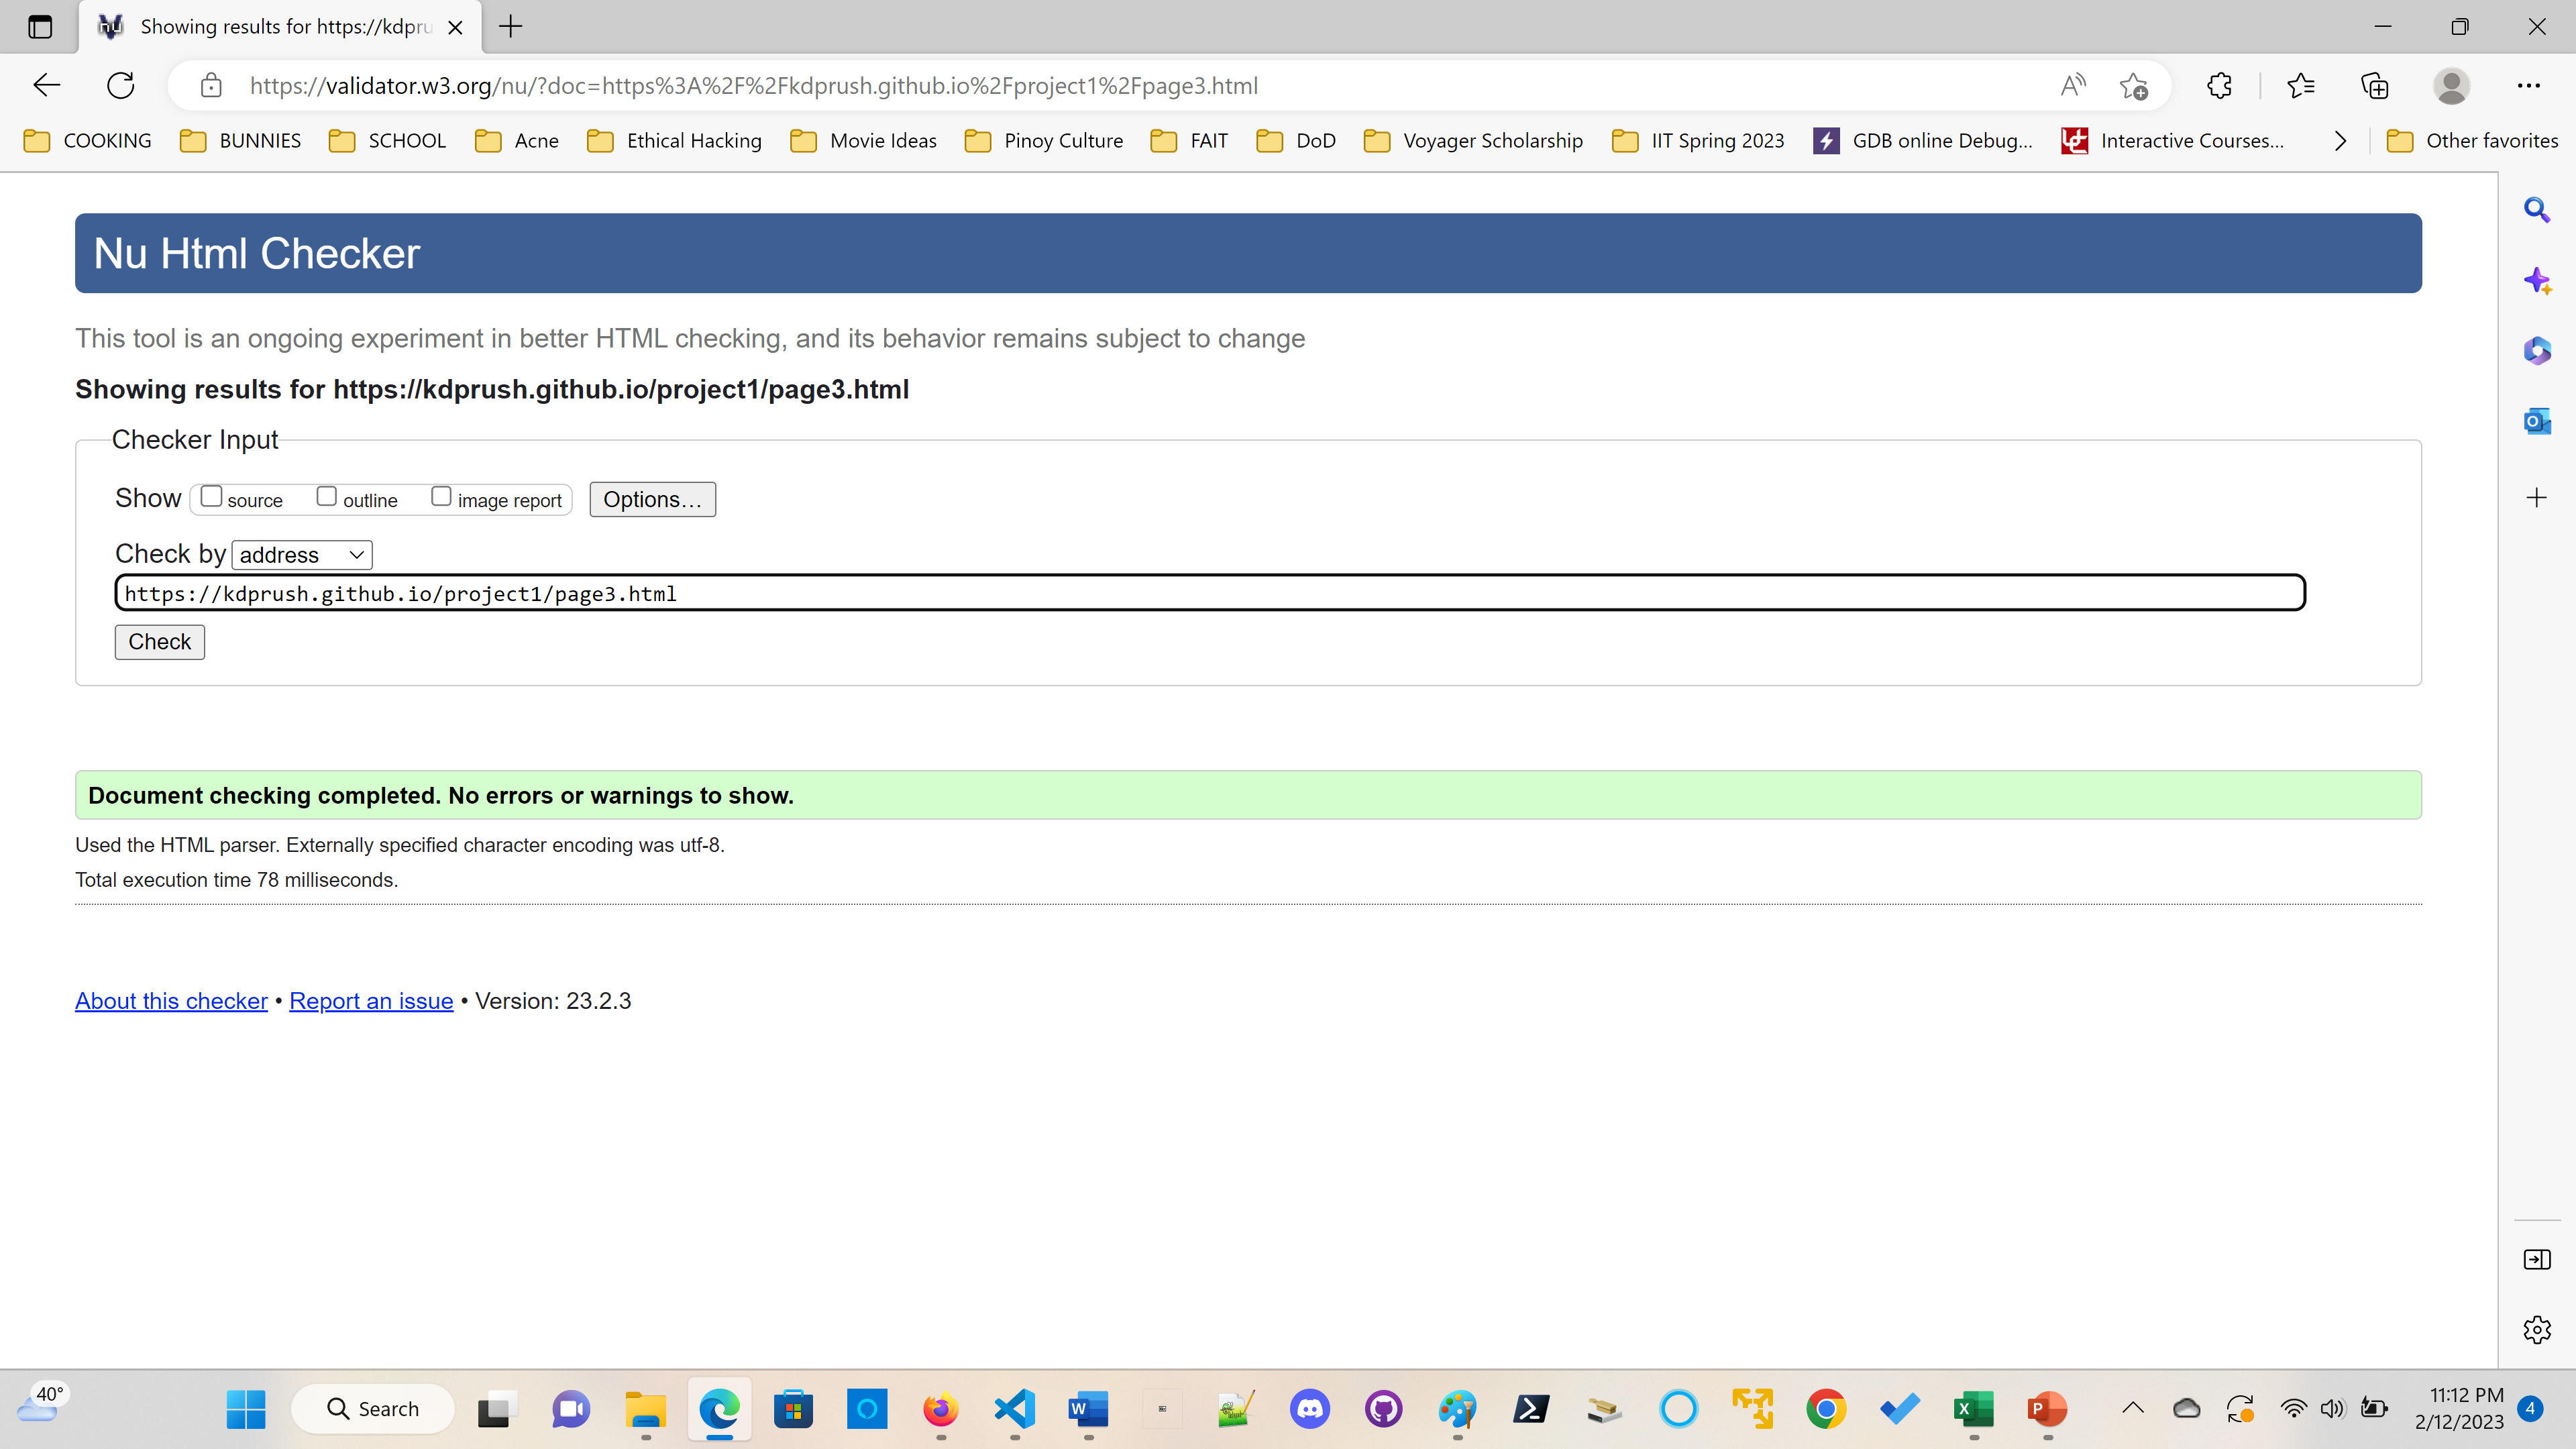 Showing results for https://kdpru
https://validator.w3.org/nu/?doc=https%3A%2F%2Fkdprush.github.io%2Fproject1%2Fpage3.html
COOKING BUNNIES SCHOOL Acne Ethical Hacking Movie Ideas Pinoy Culture FAIT DoD Voyager Scholarship IIT Spring 2023 GDB online Debug... Interactive Courses... Other favorites
Nu Html Checker
This tool is an ongoing experiment in better HTML checking, and its behavior remains subject to change
Showing results for https://kdprush.github.io/project1/page3.html
Checker Input
Show source outline image report Options...
Check by address
https://kdprush.github.io/project1/page3.html
Check
Document checking completed. No errors or warnings to show.
Used the HTML parser. Externally specified character encoding was utf-8.
Total execution time 78 milliseconds.
About this checker • Report an issue • Version: 23.2.3
40°
Search
11:12 PM
2/12/2023
4